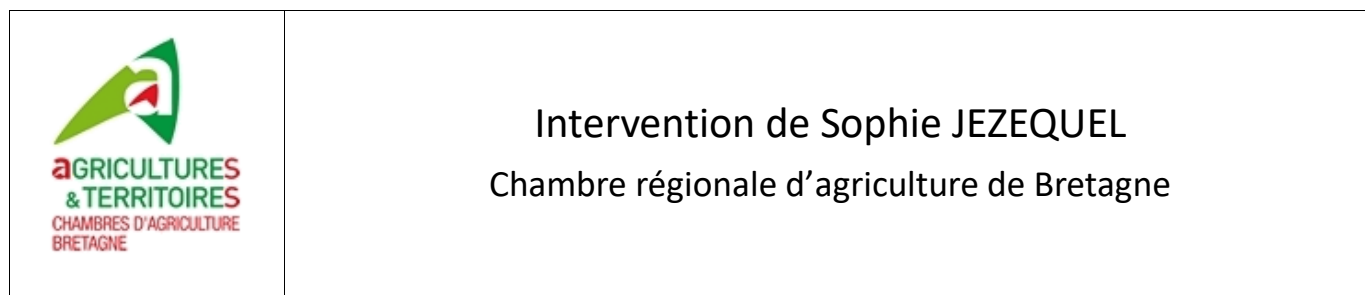 aGRICULTURES
& TERRITOIRES
CHAMBRES D'AGRICULTURE
BRETAGNE
Intervention de Sophie JEZEQUEL
Chambre régionale d’agriculture de Bretagne